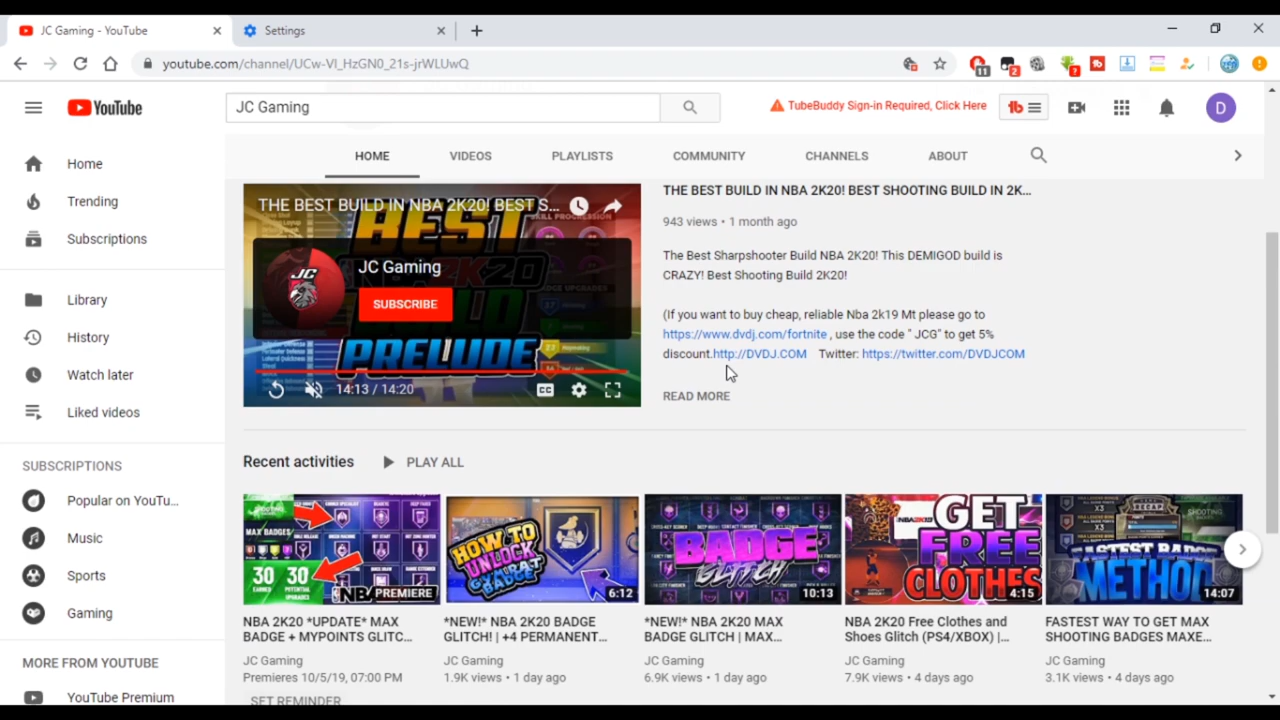 JC Gaming - YouTube
Settings
youtube.com/channel/UCw-VI_HzGN0_21s-jrWLUwQ
11
2
?
YouTube
JC Gaming
TubeBuddy Sign-in Required, Click Here
D
HOME
VIDEOS
PLAYLISTS
COMMUNITY
CHANNELS
ABOUT
Home
Trending
Subscriptions
Library
History
Watch later
Liked videos
SUBSCRIPTIONS
Popular on YouTu...
Music
Sports
Gaming
MORE FROM YOUTUBE
YouTube Premium
THE BEST BUILD IN NBA 2K20! BEST S...
BEST
BUILD
PRELUDE
JC
JC Gaming
SUBSCRIBE
14:13 / 14:20
CC
THE BEST BUILD IN NBA 2K20! BEST SHOOTING BUILD IN 2K...
943 views • 1 month ago
The Best Sharpshooter Build NBA 2K20! This DEMIGOD build is
CRAZY! Best Shooting Build 2K20!
(If you want to buy cheap, reliable Nba 2k19 Mt please go to
https://www.dvdj.com/fortnite , use the code " JCG" to get 5%
discount.http://DVDJ.COM Twitter: https://twitter.com/DVDJCOM
READ MORE
Recent activities
PLAY ALL
MAX BADGES
30 30
PREMIERE
HOW TO
UNLOCK
BADGE
6:12
BADGE
GLITCH
10:13
GET
FREE
CLOTHES
4:15
FASTEST BADGE
METHOD
14:07
NBA 2K20 *UPDATE* MAX
BADGE + MYPOINTS GLITC...
JC Gaming
Premieres 10/5/19, 07:00 PM
SET REMINDER
*NEW!* NBA 2K20 BADGE
GLITCH! | +4 PERMANENT...
JC Gaming
1.9K views • 1 day ago
*NEW!* NBA 2K20 MAX
BADGE GLITCH | MAX...
JC Gaming
6.9K views • 1 day ago
NBA 2K20 Free Clothes and
Shoes Glitch (PS4/XBOX) |...
JC Gaming
7.9K views • 4 days ago
FASTEST WAY TO GET MAX
SHOOTING BADGES MAXE...
JC Gaming
3.1K views • 4 days ago